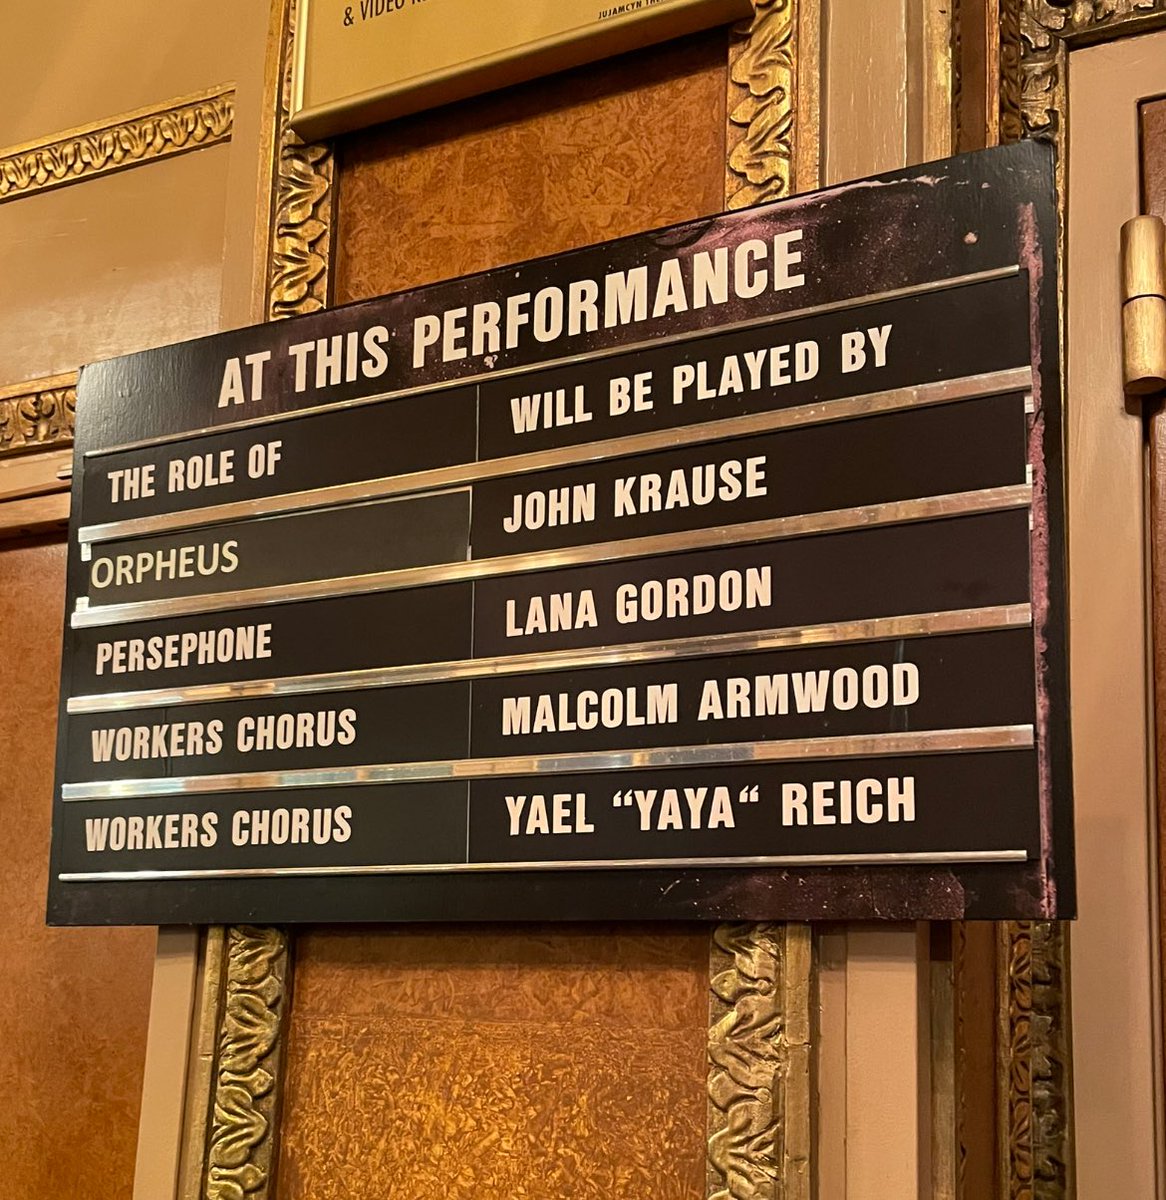 & VIDEO
JUJAMCYN
AT THIS PERFORMANCE
THE ROLE OF WILL BE PLAYED BY
ORPHEUS JOHN KRAUSE
PERSEPHONE LANA GORDON
WORKERS CHORUS MALCOLM ARMWOOD
WORKERS CHORUS YAEL “YAYA“ REICH